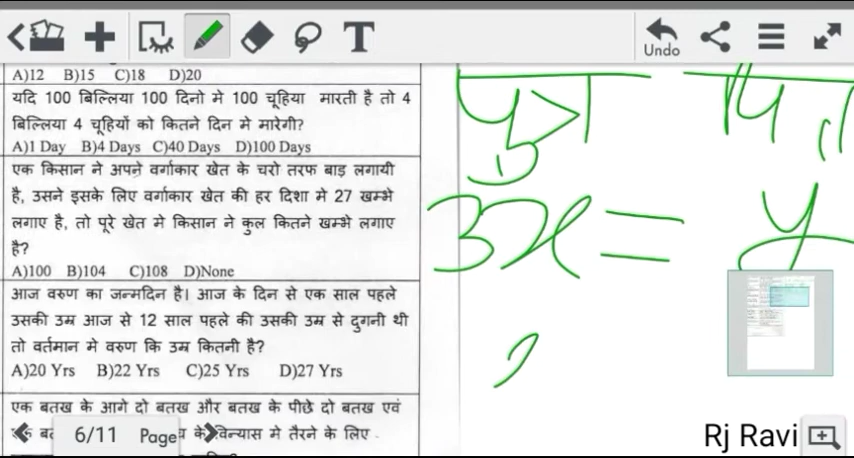 T
Undo
A)12 B)15 C)18 D)20
यदि 100 बिल्लिया 100 दिनो मे 100 चूहिया मारती है तो 4
बिल्लिया 4 चूहियों को कितने दिन मे मारेगी?
A)1 Day B)4 Days C)40 Days D)100 Days
एक किसान ने अपने वर्गाकार खेत के चरो तरफ बाड़ लगायी
है, उसने इसके लिए वर्गाकार खेत की हर दिशा मे 27 खम्भे
लगाए है, तो पूरे खेत मे किसान ने कुल कितने खम्भे लगाए
है?
A)100 B)104 C)108 D)None
आज वरुण का जन्मदिन है। आज के दिन से एक साल पहले
उसकी उम्र आज से 12 साल पहले की उसकी उम्र से दुगनी थी
तो वर्तमान मे वरुण कि उम्र कितनी है?
A)20 Yrs B)22 Yrs C)25 Yrs D)27 Yrs
एक बतख के आगे दो बतख और बतख के पीछे दो बतख एवं
के विन्यास मे तैरने के लिए
6/11 Page
3x = y
Rj Ravi